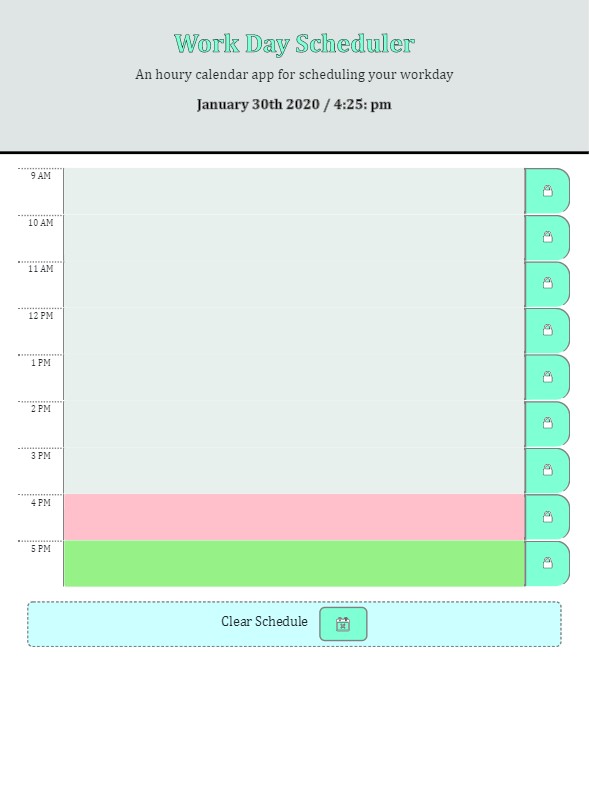 Work Day Scheduler
An houry calendar app for scheduling your workday
January 30th 2020 / 4:25: pm
9 AM
10 AM
11 AM
12 PM
1 PM
2 PM
3 PM
4 PM
5 PM
Clear Schedule